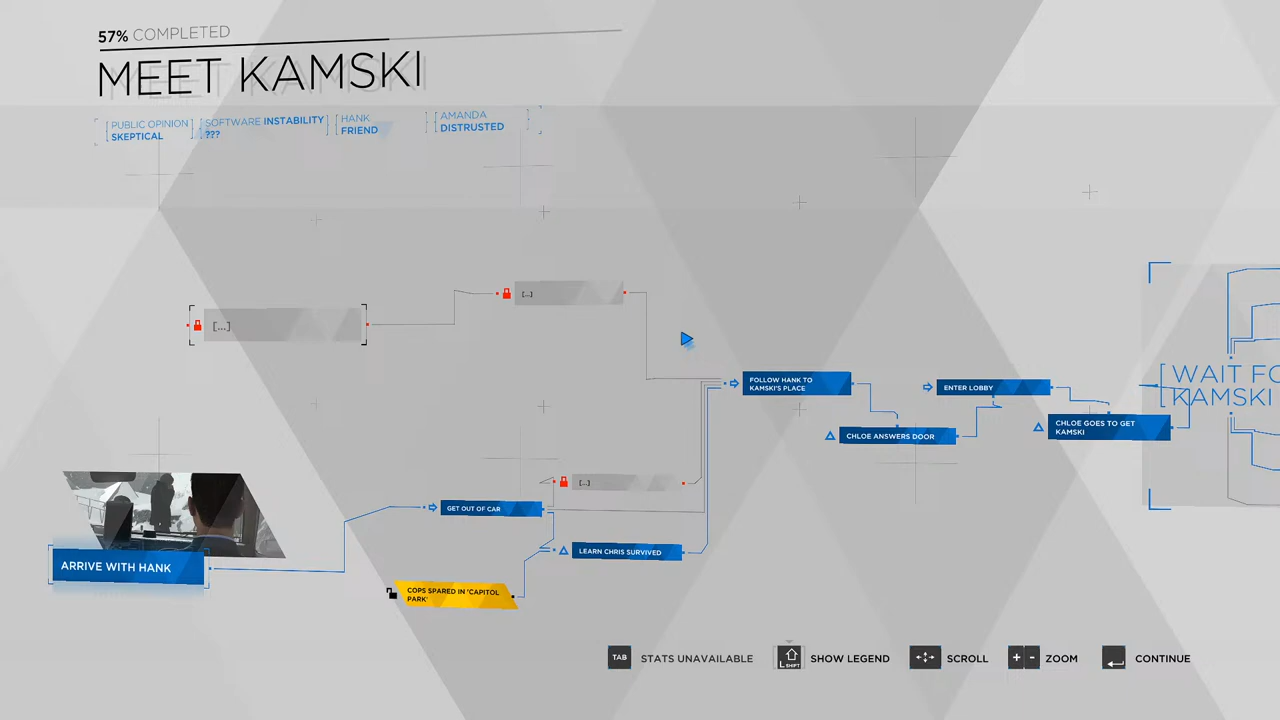 57% COMPLETED
MEET KAMSKI
PUBLIC OPINION
SKEPTICAL
SOFTWARE INSTABILITY
???
HANK
FRIEND
AMANDA
DISTRUSTED
[...]
[...]
FOLLOW HANK TO
KAMSKI'S PLACE
ENTER LOBBY
WAIT FO
KAMSKI
CHLOE ANSWERS DOOR
CHLOE GOES TO GET
KAMSKI
[...]
GET OUT OF CAR
LEARN CHRIS SURVIVED
ARRIVE WITH HANK
COPS SPARED IN 'CAPITOL
PARK'
TAB STATS UNAVAILABLE
L SHIFT SHOW LEGEND
SCROLL
+ - ZOOM
CONTINUE